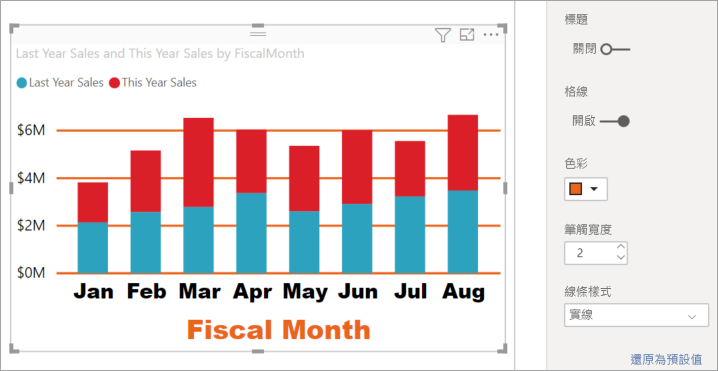 Last Year Sales and This Year Sales by FiscalMonth
Last Year Sales This Year Sales
$6M
$4M
$2M
$0M
Jan Feb Mar Apr May Jun Jul Aug
Fiscal Month
標題
關閉
格線
開啟
色彩
筆觸寬度
2
線條樣式
實線
還原為預設值